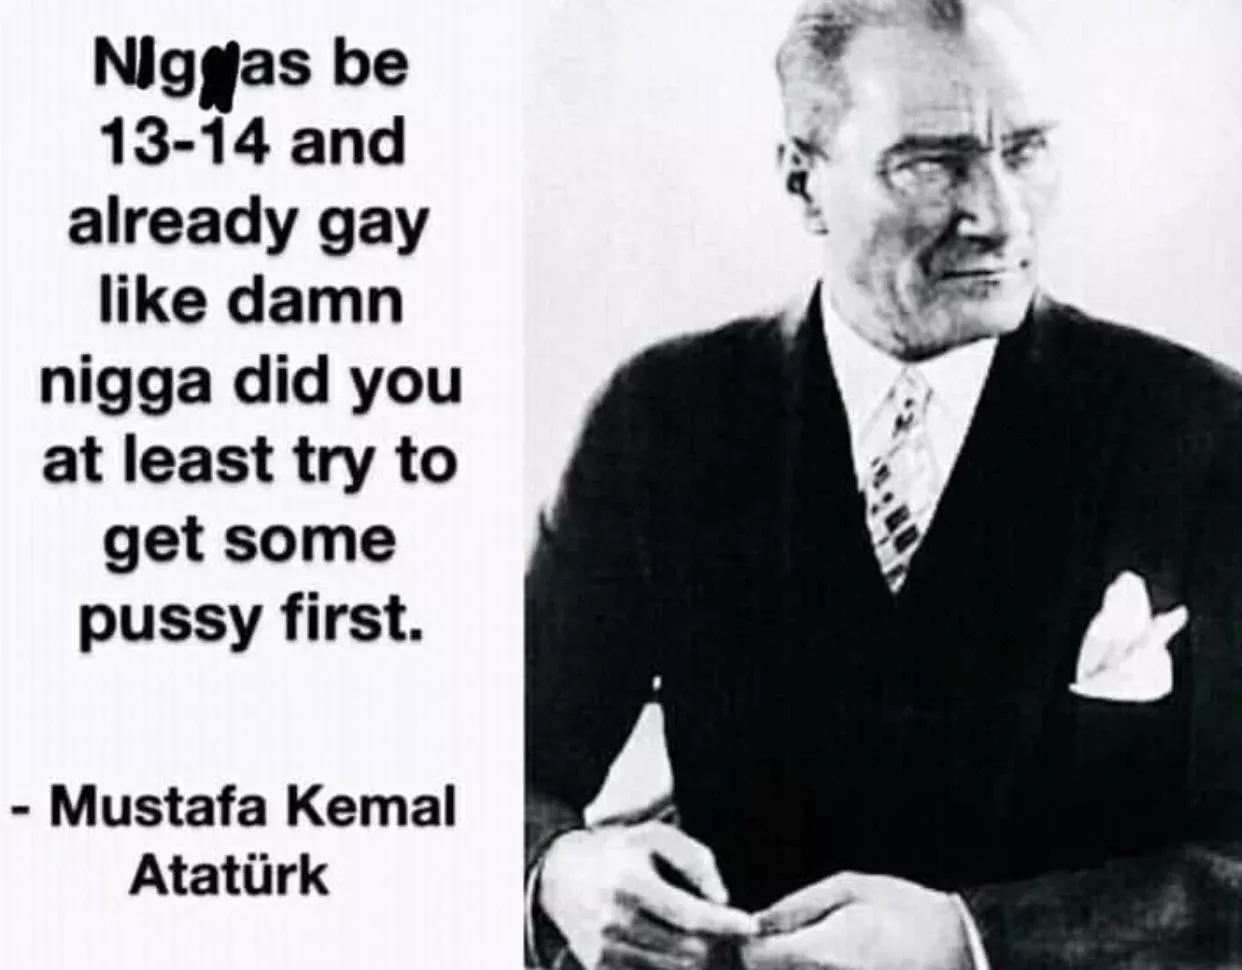 Niggas be
13-14 and
already gay
like damn
nigga did you
at least try to
get some
pussy first.
- Mustafa Kemal
Atatürk